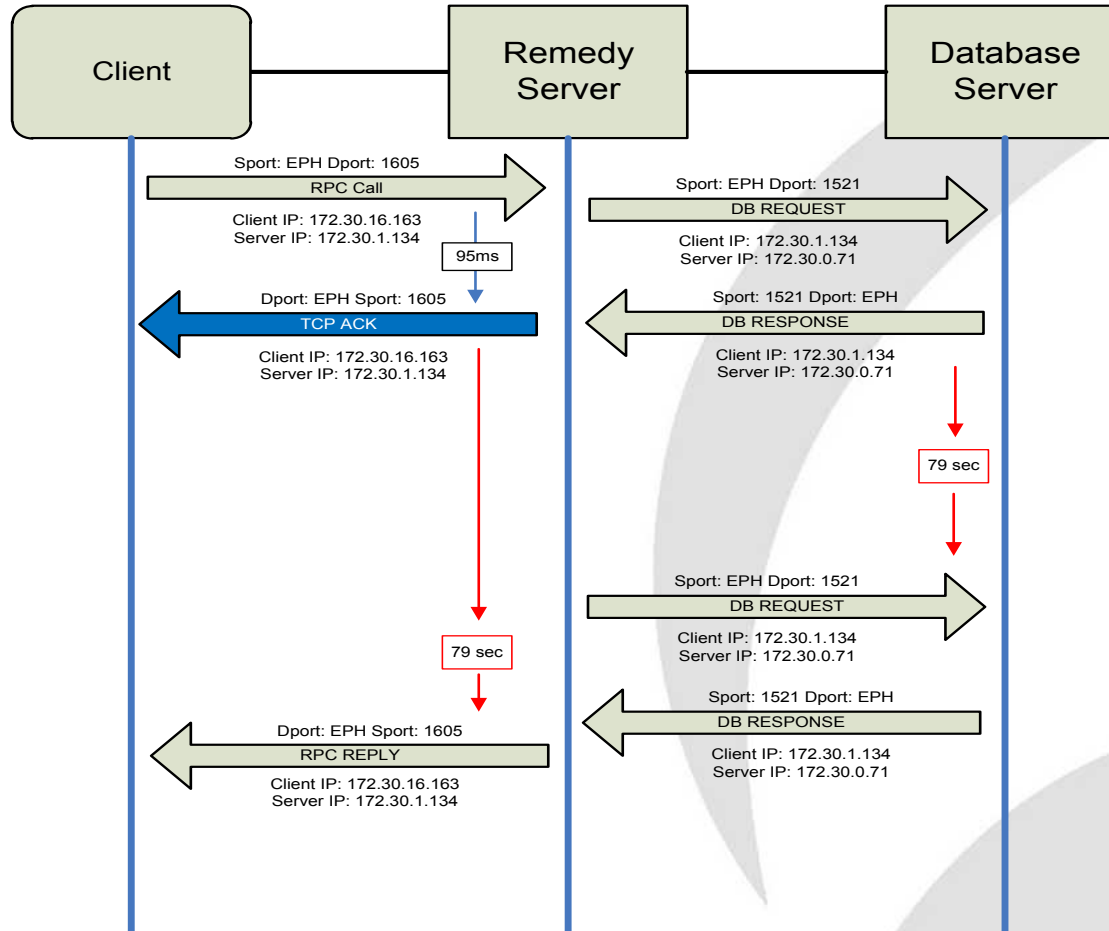 Client
Remedy
Server
Database
Server
Sport: EPH Dport: 1605
RPC Call
Client IP: 172.30.16.163
Server IP: 172.30.1.134
95ms
Sport: EPH Dport: 1521
DB REQUEST
Client IP: 172.30.1.134
Server IP: 172.30.0.71
Dport: EPH Sport: 1605
TCP ACK
Client IP: 172.30.16.163
Server IP: 172.30.1.134
Sport: 1521 Dport: EPH
DB RESPONSE
Client IP: 172.30.1.134
Server IP: 172.30.0.71
79 sec
Sport: EPH Dport: 1521
DB REQUEST
Client IP: 172.30.1.134
Server IP: 172.30.0.71
79 sec
Sport: 1521 Dport: EPH
DB RESPONSE
Client IP: 172.30.1.134
Server IP: 172.30.0.71
Dport: EPH Sport: 1605
RPC REPLY
Client IP: 172.30.16.163
Server IP: 172.30.1.134